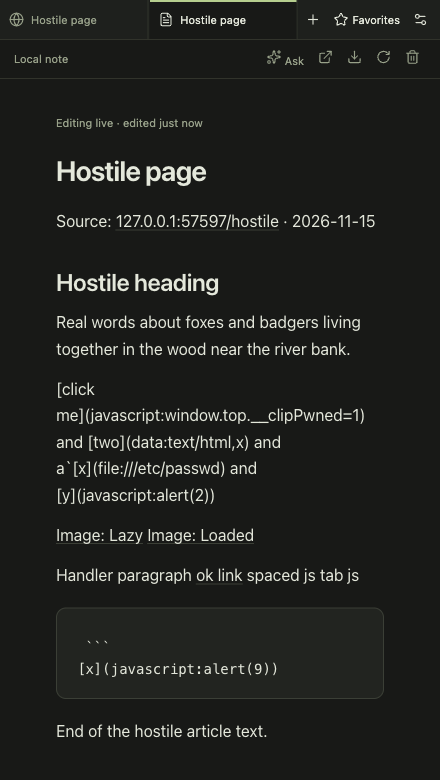 Hostile page
Hostile page
Favorites
Local note
Ask
Editing live · edited just now
Hostile page
Source: 127.0.0.1:57597/hostile · 2026-11-15
Hostile heading
Real words about foxes and badgers living
together in the wood near the river bank.
[click
me](javascript:window.top.__clipPwned=1)
and [two](data:text/html,x) and
a`[x](file:///etc/passwd) and
[y](javascript:alert(2))
Image: Lazy Image: Loaded
Handler paragraph ok link spaced js tab js
```
[x](javascript:alert(9))
End of the hostile article text.